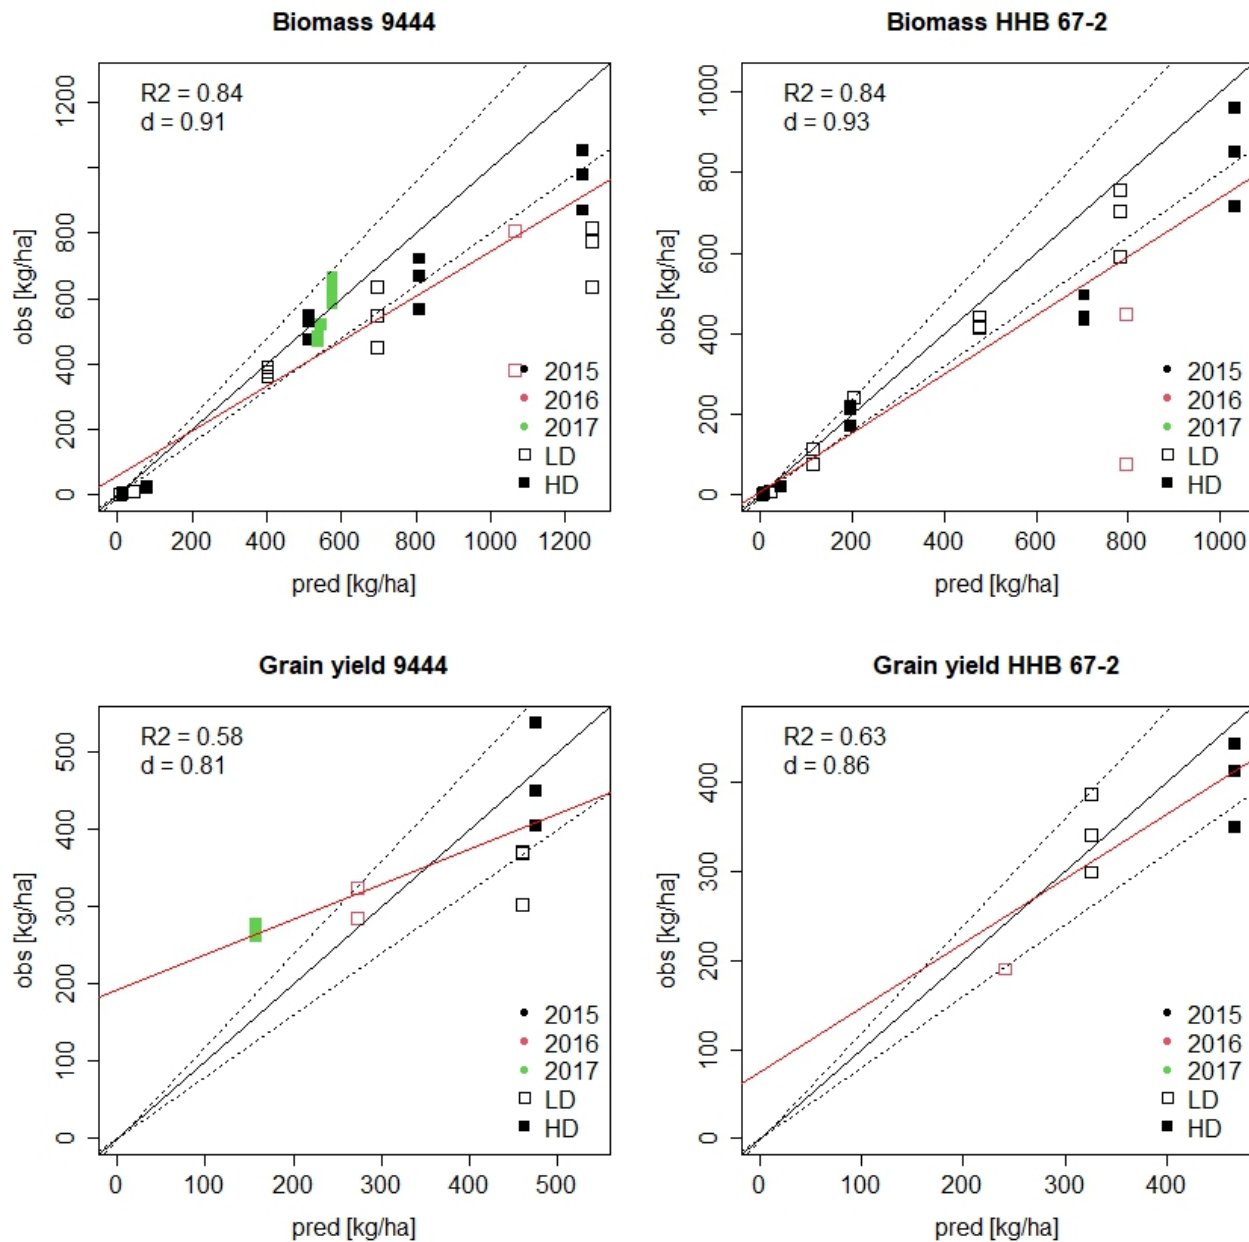 Biomass 9444
R2 = 0.84
d = 0.91
obs [kg/ha]
0 200 400 600 800 1200
2015
2016
2017
LD
HD
0 200 400 600 800 1000 1200
pred [kg/ha]
Biomass HHB 67-2
R2 = 0.84
d = 0.93
obs [kg/ha]
0 200 400 600 800 1000
2015
2016
2017
LD
HD
0 200 400 600 800 1000
pred [kg/ha]
Grain yield 9444
R2 = 0.58
d = 0.81
obs [kg/ha]
0 100 200 300 400 500
2015
2016
2017
LD
HD
0 100 200 300 400 500
pred [kg/ha]
Grain yield HHB 67-2
R2 = 0.63
d = 0.86
obs [kg/ha]
0 100 200 300 400
2015
2016
2017
LD
HD
0 100 200 300 400
pred [kg/ha]